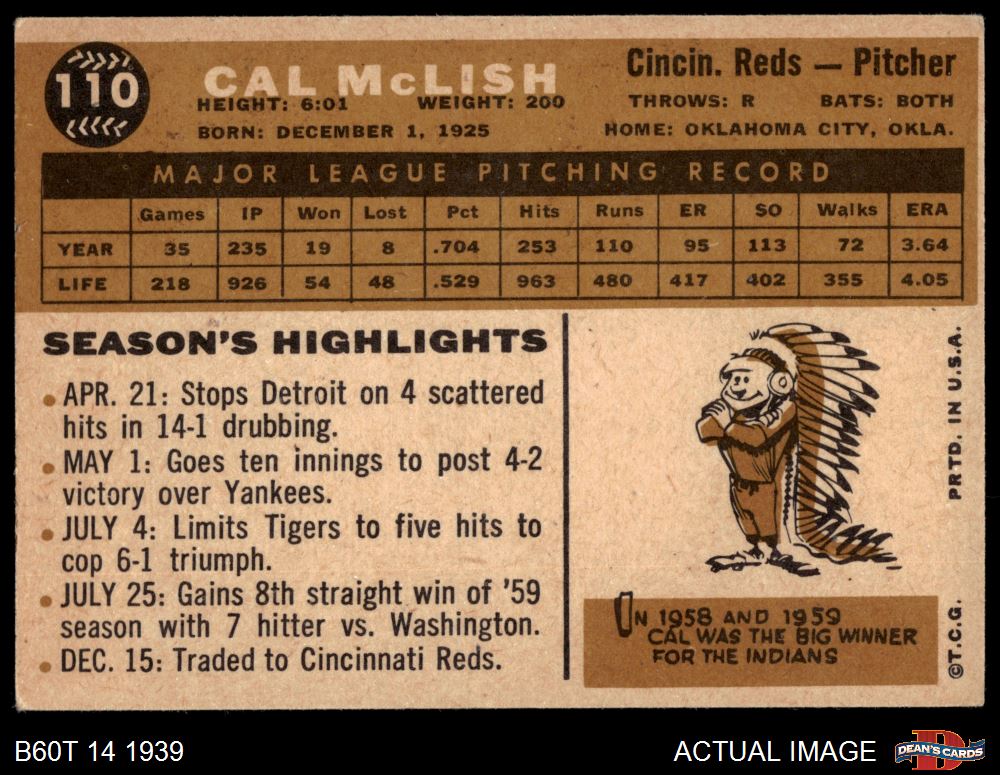 110
CAL McLISH
Cincin. Reds — Pitcher
HEIGHT: 6:01 WEIGHT: 200
THROWS: R BATS: BOTH
BORN: DECEMBER 1, 1925
HOME: OKLAHOMA CITY, OKLA.
MAJOR LEAGUE PITCHING RECORD
Games IP Won Lost Pct Hits Runs ER SO Walks ERA
YEAR 35 235 19 8 .704 253 110 95 113 72 3.64
LIFE 218 926 54 48 .529 963 480 417 402 355 4.05
SEASON'S HIGHLIGHTS
• APR. 21: Stops Detroit on 4 scattered
hits in 14-1 drubbing.
• MAY 1: Goes ten innings to post 4-2
victory over Yankees.
• JULY 4: Limits Tigers to five hits to
cop 6-1 triumph.
• JULY 25: Gains 8th straight win of '59
season with 7 hitter vs. Washington.
• DEC. 15: Traded to Cincinnati Reds.
IN 1958 AND 1959
CAL WAS THE BIG WINNER
FOR THE INDIANS
©T.C.G. PRTD. IN U.S.A.
B60T 14 1939
ACTUAL IMAGE
DEAN'S CARDS